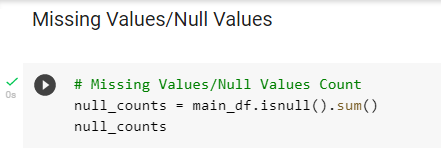 Missing Values/Null Values
# Missing Values/Null Values Count
0s
null_counts = main_df.isnull().sum()
null_counts